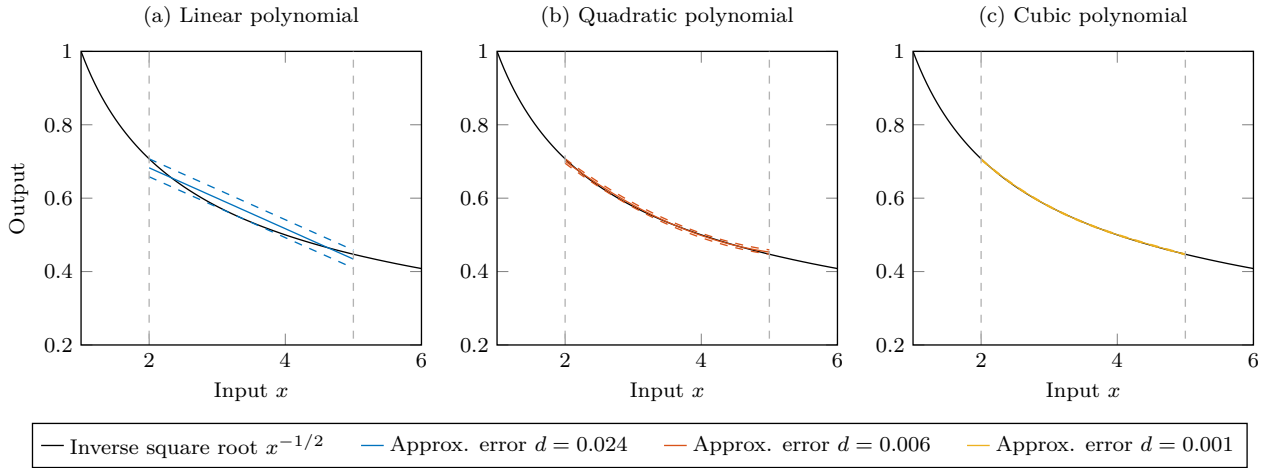 (a) Linear polynomial
(b) Quadratic polynomial
(c) Cubic polynomial
1
0.8
0.6
0.4
0.2
2
4
6
Output
Input x
1
0.8
0.6
0.4
0.2
2
4
6
Input x
1
0.8
0.6
0.4
0.2
2
4
6
Input x
Inverse square root x^{-1/2}
Approx. error d = 0.024
Approx. error d = 0.006
Approx. error d = 0.001